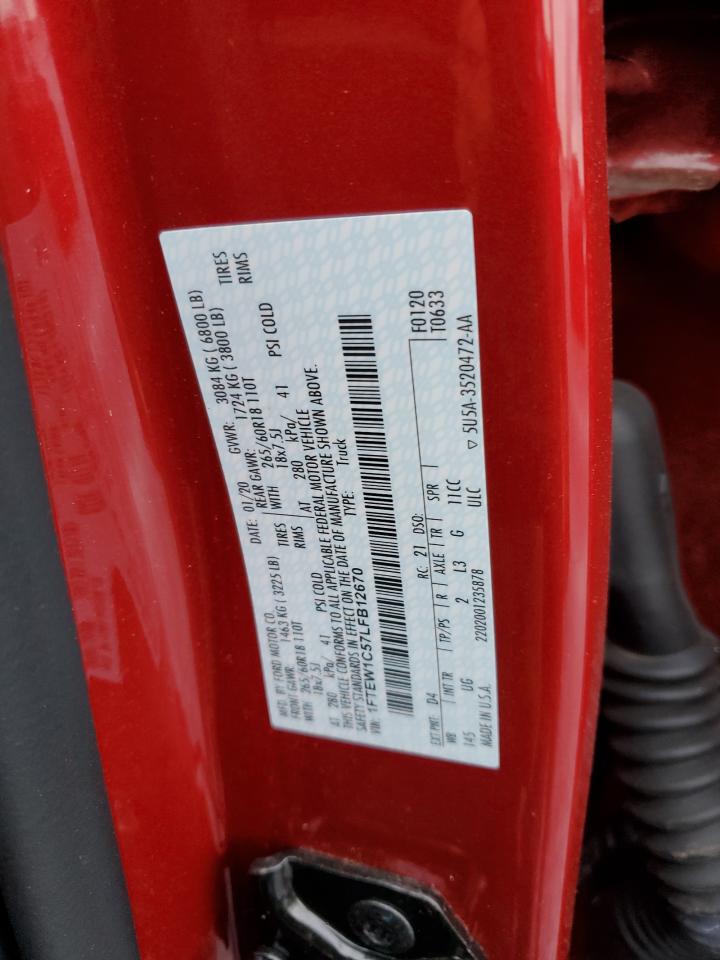 MFD. BY FORD MOTOR CO.
DATE: 01/20 GVWR: 3084 KG ( 6800 LB)
FRONT GAWR: 1463 KG ( 3225 LB) REAR GAWR: 1724 KG ( 3800 LB)
WITH 265/60R18 110T TIRES WITH 265/60R18 110T TIRES
18x7.5J RIMS 18x7.5J RIMS
AT 280 kPa/ 41 PSI COLD AT 280 kPa/ 41 PSI COLD
THIS VEHICLE CONFORMS TO ALL APPLICABLE FEDERAL MOTOR VEHICLE
SAFETY STANDARDS IN EFFECT ON THE DATE OF MANUFACTURE SHOWN ABOVE.
VIN: 1FTEW1C57LFB12670 TYPE: Truck
F0120
T0633
EXT PNT: D4 RC: 21 DSO:
WB INT TR TP/PS R AXLE TR SPR
145 UG 2 L3 G 11CC
ULC ▽ 5U5A-3520472-AA
MADE IN U.S.A. 2202001235878